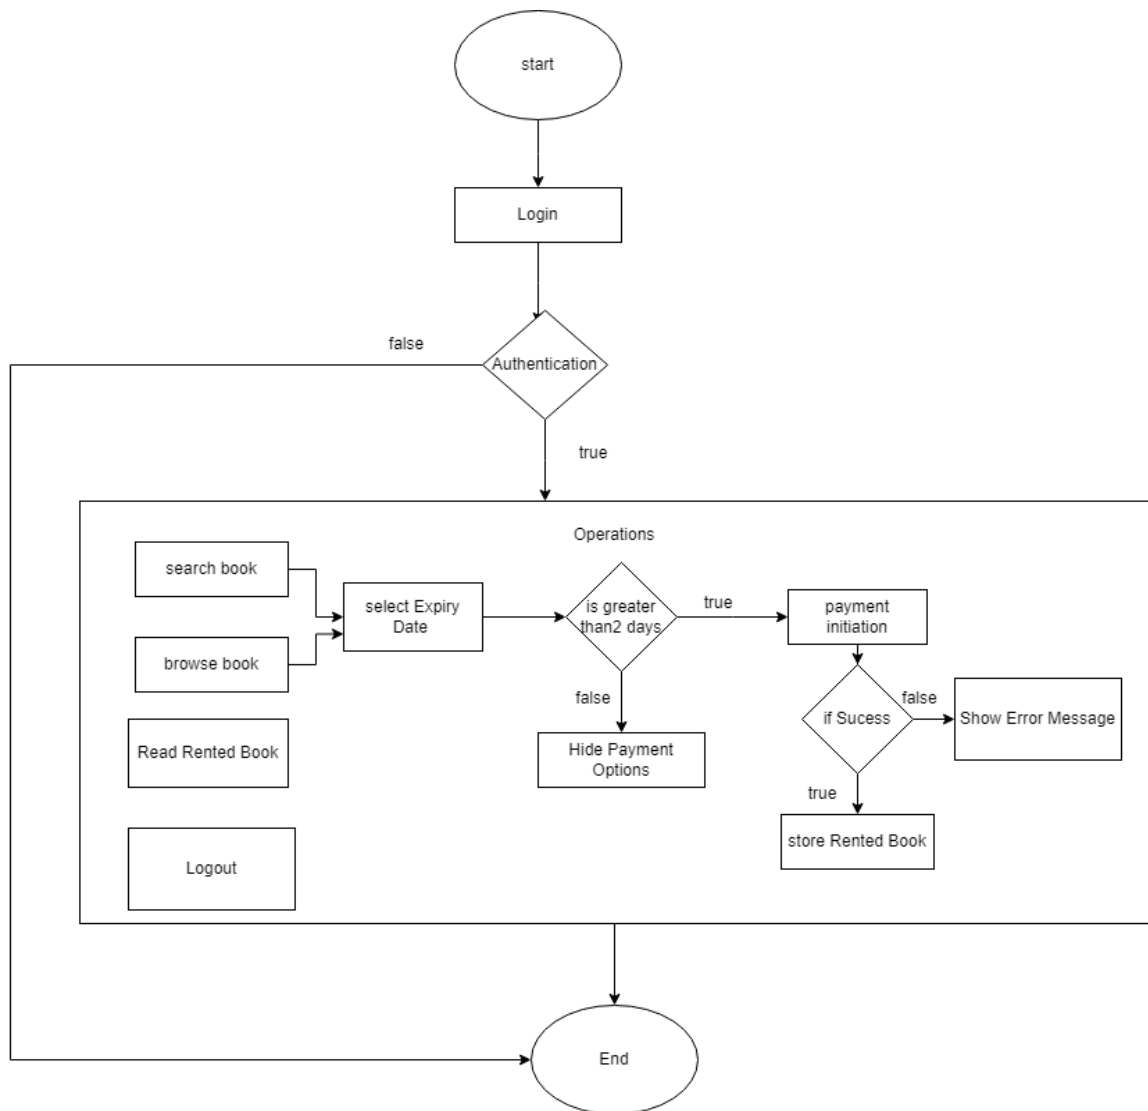 start
Login
false
Authentication
true
Operations
search book
select Expiry
Date
is greater
than2 days
true
payment
initiation
browse book
false
if Sucess
false
Show Error Message
Read Rented Book
Hide Payment
Options
true
store Rented Book
Logout
End